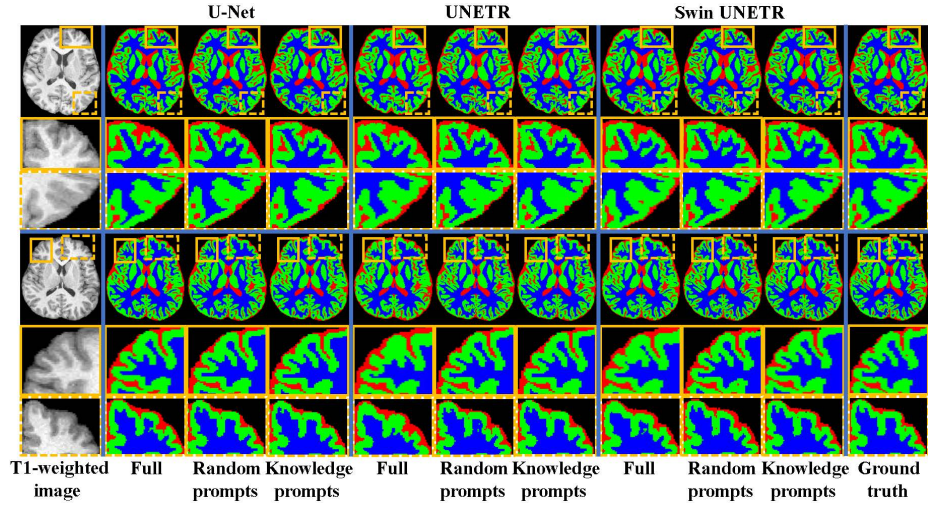 U-Net UNETR Swin UNETR
T1-weighted Full Random Knowledge Full Random Knowledge Full Random Knowledge Ground
image prompts prompts prompts prompts prompts prompts truth